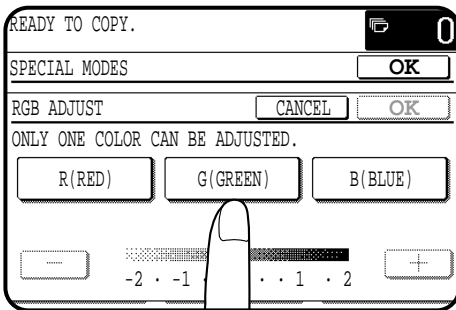 READY TO COPY.
0
SPECIAL MODES OK
RGB ADJUST CANCEL OK
ONLY ONE COLOR CAN BE ADJUSTED.
R(RED) G(GREEN) B(BLUE)
-2 · -1 · · 1 · 2